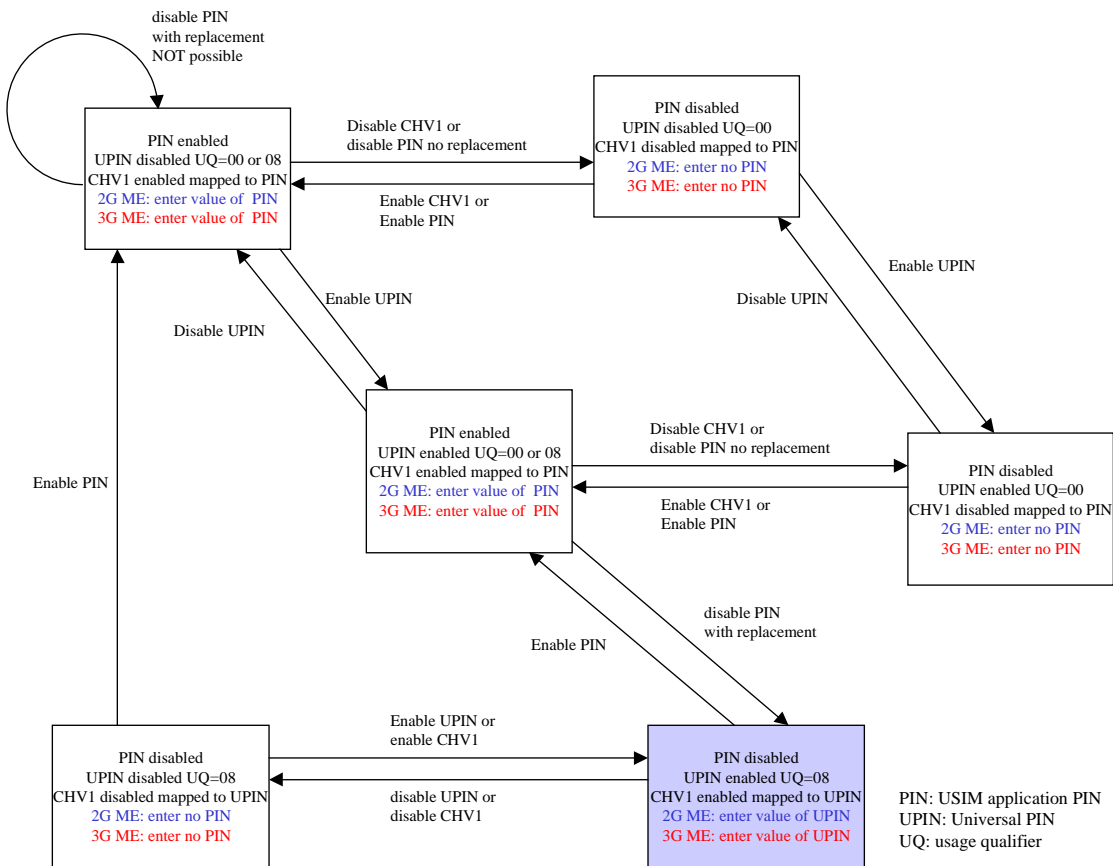 disable PIN
with replacement
NOT possible
PIN enabled
UPIN disabled UQ=00 or 08
CHV1 enabled mapped to PIN
2G ME: enter value of PIN
3G ME: enter value of PIN
Disable CHV1 or
disable PIN no replacement
Enable CHV1 or
Enable PIN
PIN disabled
UPIN disabled UQ=00
CHV1 disabled mapped to PIN
2G ME: enter no PIN
3G ME: enter no PIN
Enable UPIN
Disable UPIN
Enable UPIN
Disable UPIN
PIN enabled
UPIN enabled UQ=00 or 08
CHV1 enabled mapped to PIN
2G ME: enter value of PIN
3G ME: enter value of PIN
Disable CHV1 or
disable PIN no replacement
Enable CHV1 or
Enable PIN
PIN disabled
UPIN enabled UQ=00
CHV1 disabled mapped to PIN
2G ME: enter no PIN
3G ME: enter no PIN
Enable PIN
disable PIN
with replacement
Enable PIN
PIN disabled
UPIN disabled UQ=08
CHV1 disabled mapped to UPIN
2G ME: enter no PIN
3G ME: enter no PIN
Enable UPIN or
enable CHV1
disable UPIN or
disable CHV1
PIN disabled
UPIN enabled UQ=08
CHV1 enabled mapped to UPIN
2G ME: enter value of UPIN
3G ME: enter value of UPIN
PIN: USIM application PIN
UPIN: Universal PIN
UQ: usage qualifier